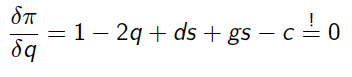 δπ/δq = 1 − 2q + ds + gs − c =! 0